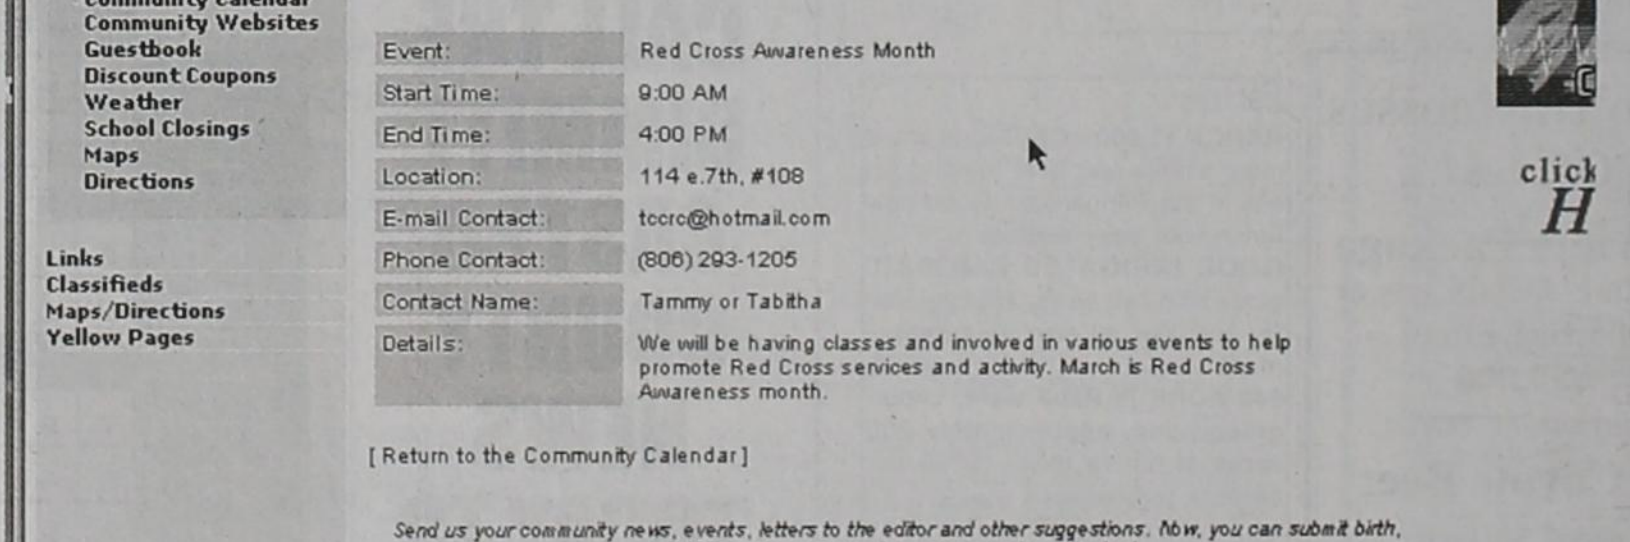 Community Calendar
Community Websites
Guestbook
Discount Coupons
Weather
School Closings
Maps
Directions
Links
Classifieds
Maps/Directions
Yellow Pages
Event: Red Cross Awareness Month
Start Time: 9:00 AM
End Time: 4:00 PM
Location: 114 e.7th, #108
E-mail Contact: tccrc@hotmail.com
Phone Contact: (806) 293-1205
Contact Name: Tammy or Tabitha
Details: We will be having classes and involved in various events to help
promote Red Cross services and activity. March is Red Cross
Awareness month.
[ Return to the Community Calendar ]
Send us your community news, events, letters to the editor and other suggestions. Now, you can submit birth,
C
click
H